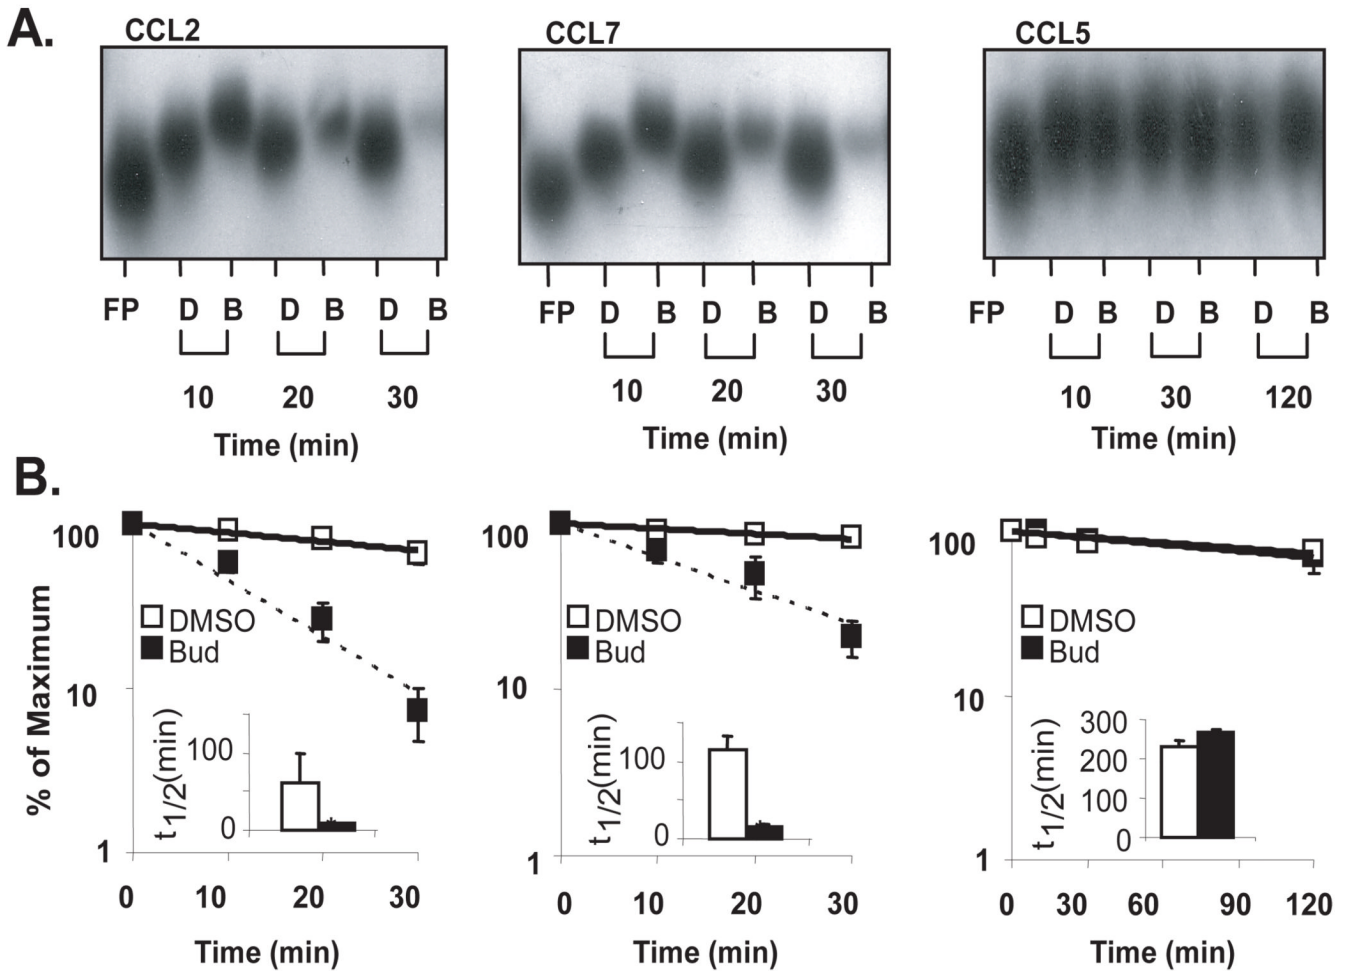 A.
CCL2 CCL7 CCL5
FP D B D B D B FP D B D B D B FP D B D B D B
10 20 30 10 20 30 10 30 120
Time (min) Time (min) Time (min)
B.
% of Maximum
100
10
1
DMSO
Bud
t1/2(min)
100
0
0 10 20 30
Time (min)
100
10
1
DMSO
Bud
t1/2(min)
100
0
0 10 20 30
Time (min)
100
10
1
DMSO
Bud
t1/2(min)
300
200
100
0
0 30 60 90 120
Time (min)